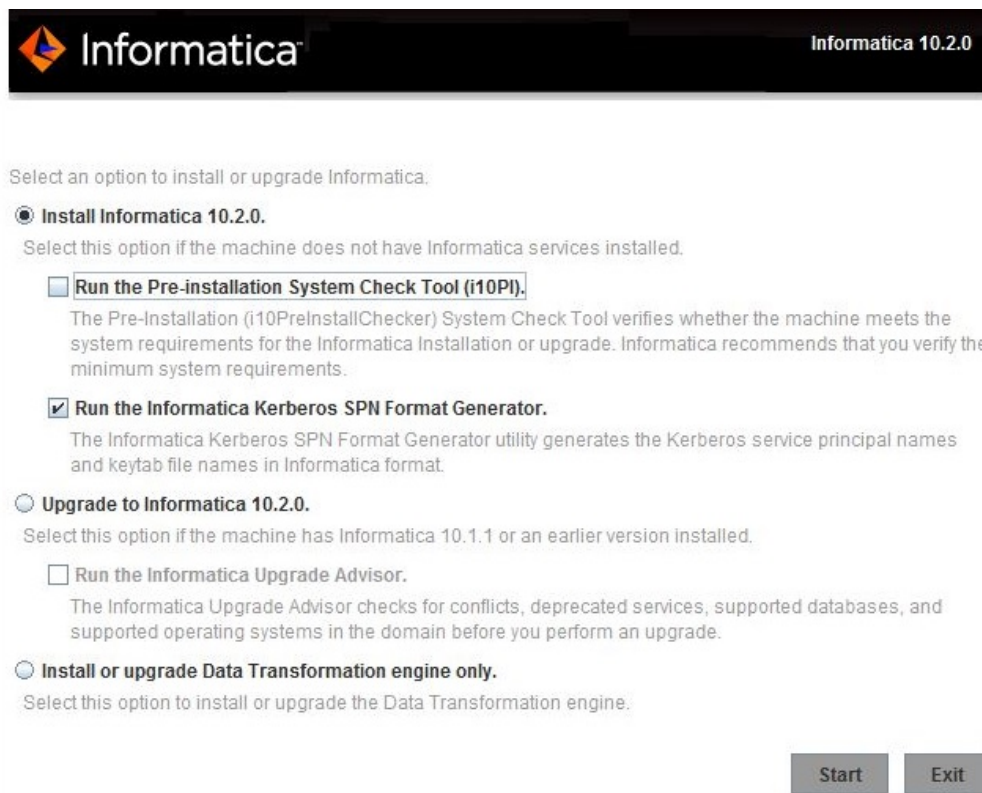 Informatica
Informatica 10.2.0
Select an option to install or upgrade Informatica.
Install Informatica 10.2.0.
Select this option if the machine does not have Informatica services installed.
Run the Pre-installation System Check Tool (i10PI).
The Pre-Installation (i10PreInstallChecker) System Check Tool verifies whether the machine meets the
system requirements for the Informatica Installation or upgrade. Informatica recommends that you verify the
minimum system requirements.
Run the Informatica Kerberos SPN Format Generator.
The Informatica Kerberos SPN Format Generator utility generates the Kerberos service principal names
and keytab file names in Informatica format.
Upgrade to Informatica 10.2.0.
Select this option if the machine has Informatica 10.1.1 or an earlier version installed.
Run the Informatica Upgrade Advisor.
The Informatica Upgrade Advisor checks for conflicts, deprecated services, supported databases, and
supported operating systems in the domain before you perform an upgrade.
Install or upgrade Data Transformation engine only.
Select this option to install or upgrade the Data Transformation engine.
Start
Exit